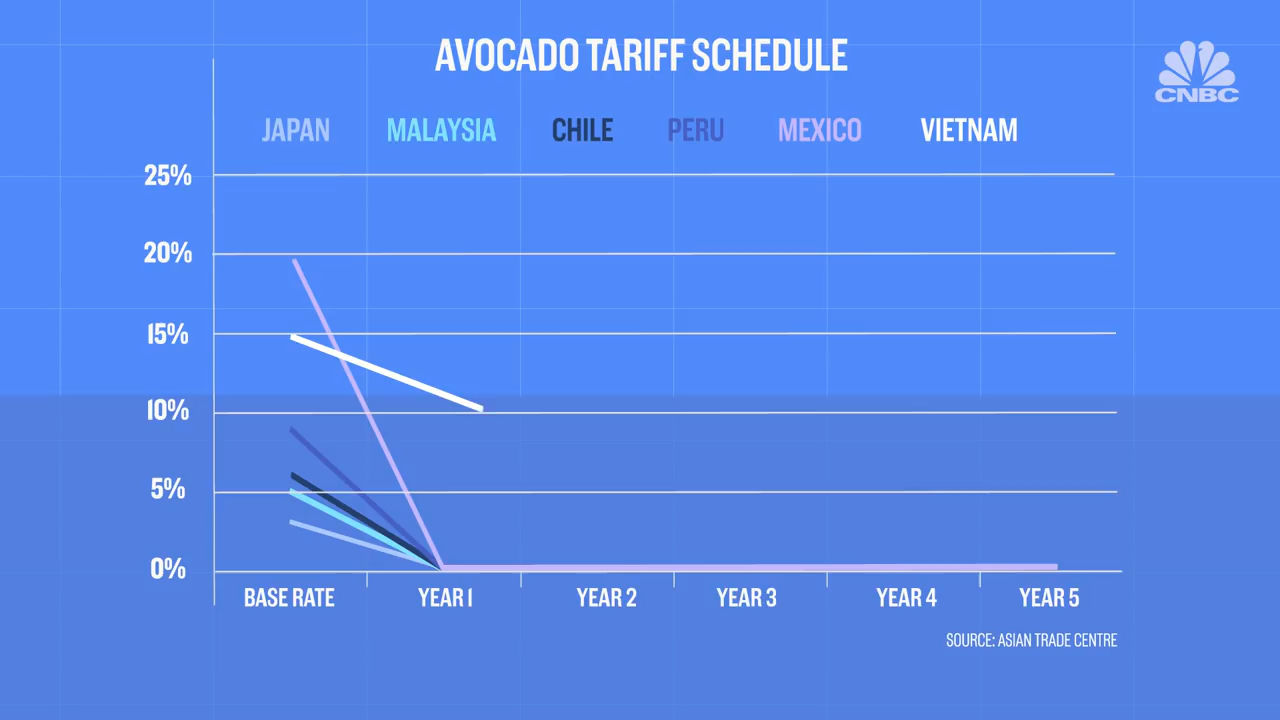 AVOCADO TARIFF SCHEDULE
CNBC
JAPAN MALAYSIA CHILE PERU MEXICO VIETNAM
25%
20%
15%
10%
5%
0%
BASE RATE YEAR 1 YEAR 2 YEAR 3 YEAR 4 YEAR 5
SOURCE: ASIAN TRADE CENTRE